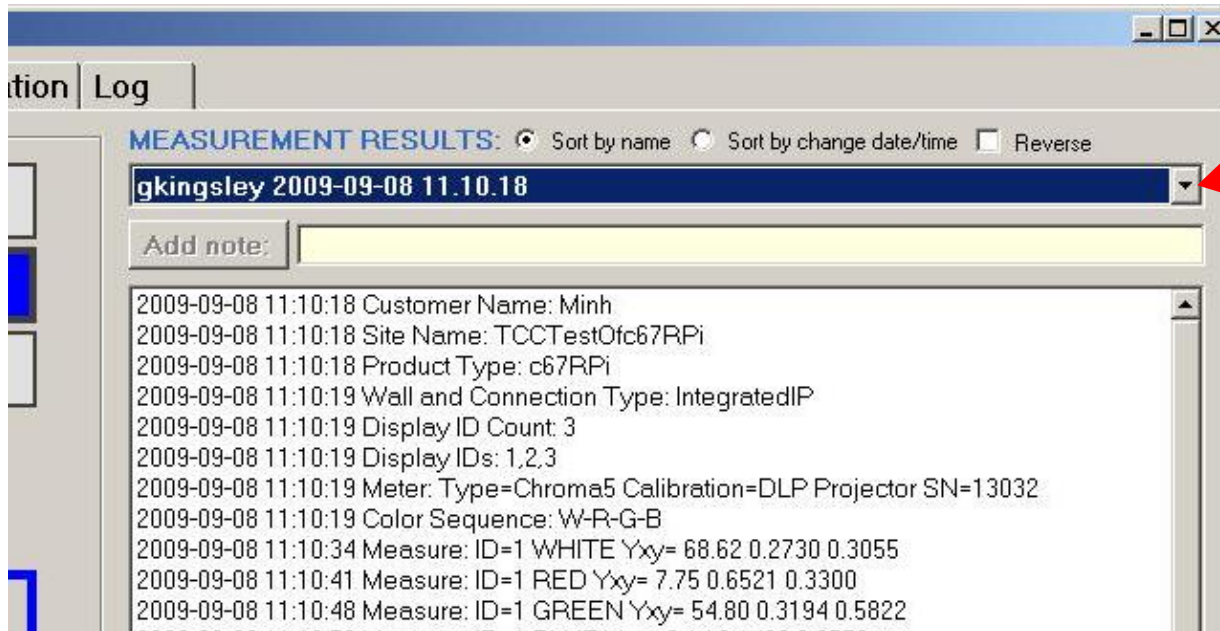 ation Log
MEASUREMENT RESULTS: Sort by name Sort by change date/time Reverse
gkingsley 2009-09-08 11.10.18
Add note:
2009-09-08 11:10:18 Customer Name: Minh
2009-09-08 11:10:18 Site Name: TCCTestOfc67RPi
2009-09-08 11:10:18 Product Type: c67RPi
2009-09-08 11:10:19 Wall and Connection Type: IntegratedIP
2009-09-08 11:10:19 Display ID Count: 3
2009-09-08 11:10:19 Display IDs: 1,2,3
2009-09-08 11:10:19 Meter: Type=Chroma5 Calibration=DLP Projector SN=13032
2009-09-08 11:10:19 Color Sequence: W-R-G-B
2009-09-08 11:10:34 Measure: ID=1 WHITE Yxy= 68.62 0.2730 0.3055
2009-09-08 11:10:41 Measure: ID=1 RED Yxy= 7.75 0.6521 0.3300
2009-09-08 11:10:48 Measure: ID=1 GREEN Yxy= 54.80 0.3194 0.5822